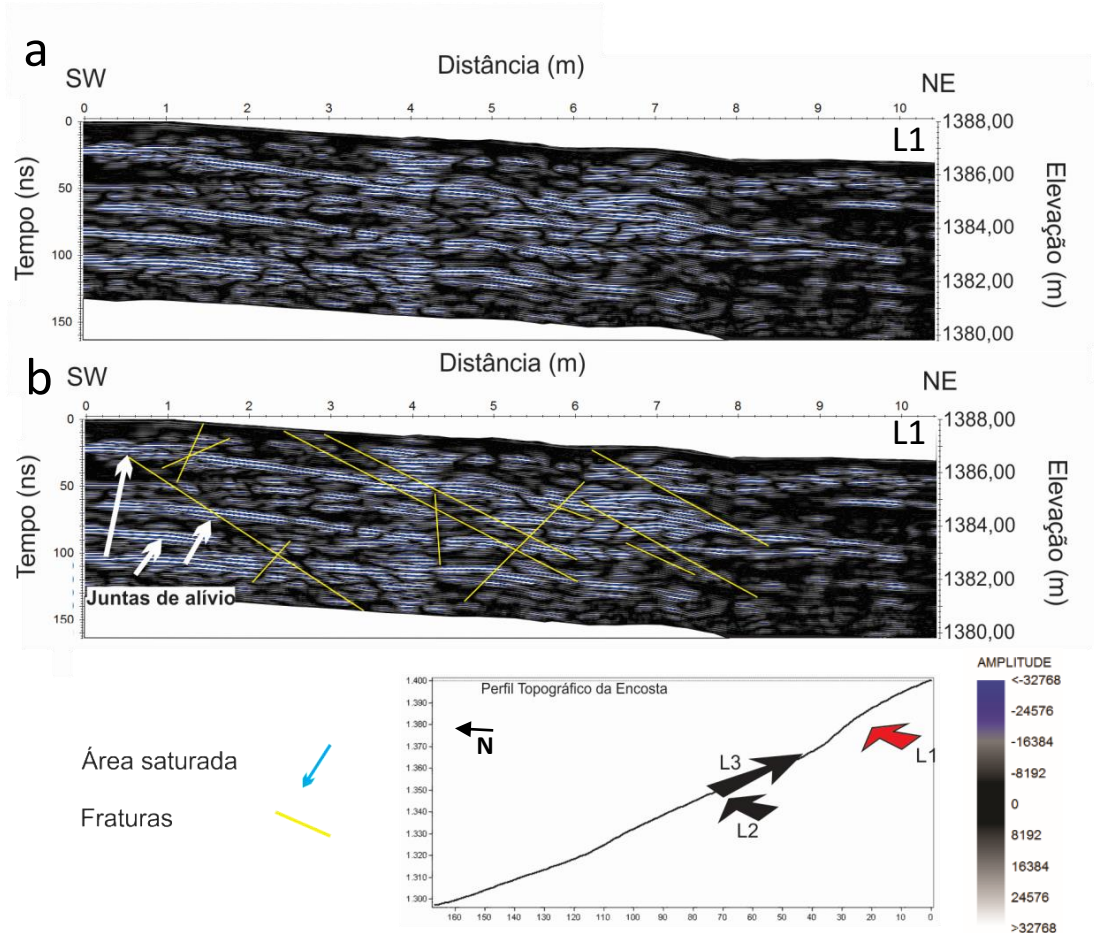 a
Distância (m)
SW
NE
0 1 2 3 4 5 6 7 8 9 10
L1
Tempo (ns)
0
50
100
150
1388,00
1386,00
1384,00
1382,00
1380,00
Elevação (m)
b
Distância (m)
SW
NE
0 1 2 3 4 5 6 7 8 9 10
L1
Tempo (ns)
0
50
100
150
1388,00
1386,00
1384,00
1382,00
1380,00
Elevação (m)
Juntas de alívio
Área saturada
Fraturas
Perfil Topográfico da Encosta
N
1.400
1.390
1.380
1.370
1.360
1.350
1.340
1.330
1.320
1.310
1.300
L1
L3
L2
160 150 140 130 120 110 100 90 80 70 60 50 40 30 20 10 0
AMPLITUDE
<-32768
-24576
-16384
-8192
0
8192
16384
24576
>32768